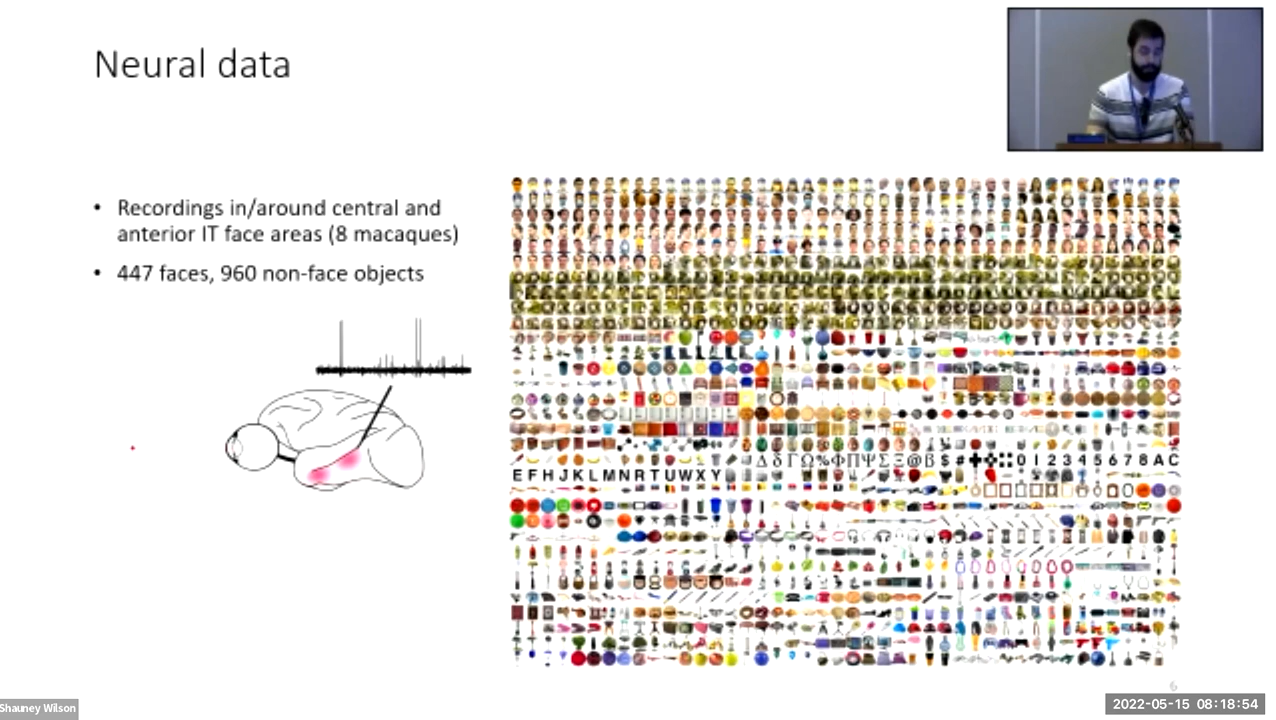 Neural data
• Recordings in/around central and
anterior IT face areas (8 macaques)
• 447 faces, 960 non-face objects
Δ δ Γ Ω % Φ Π Ψ Σ Ξ @ B $ # 0 1 2 3 4 5 6 7 8 A C
E F H J K L M N R T U W X Y
6
Shauney Wilson
2022-05-15 08:18:54